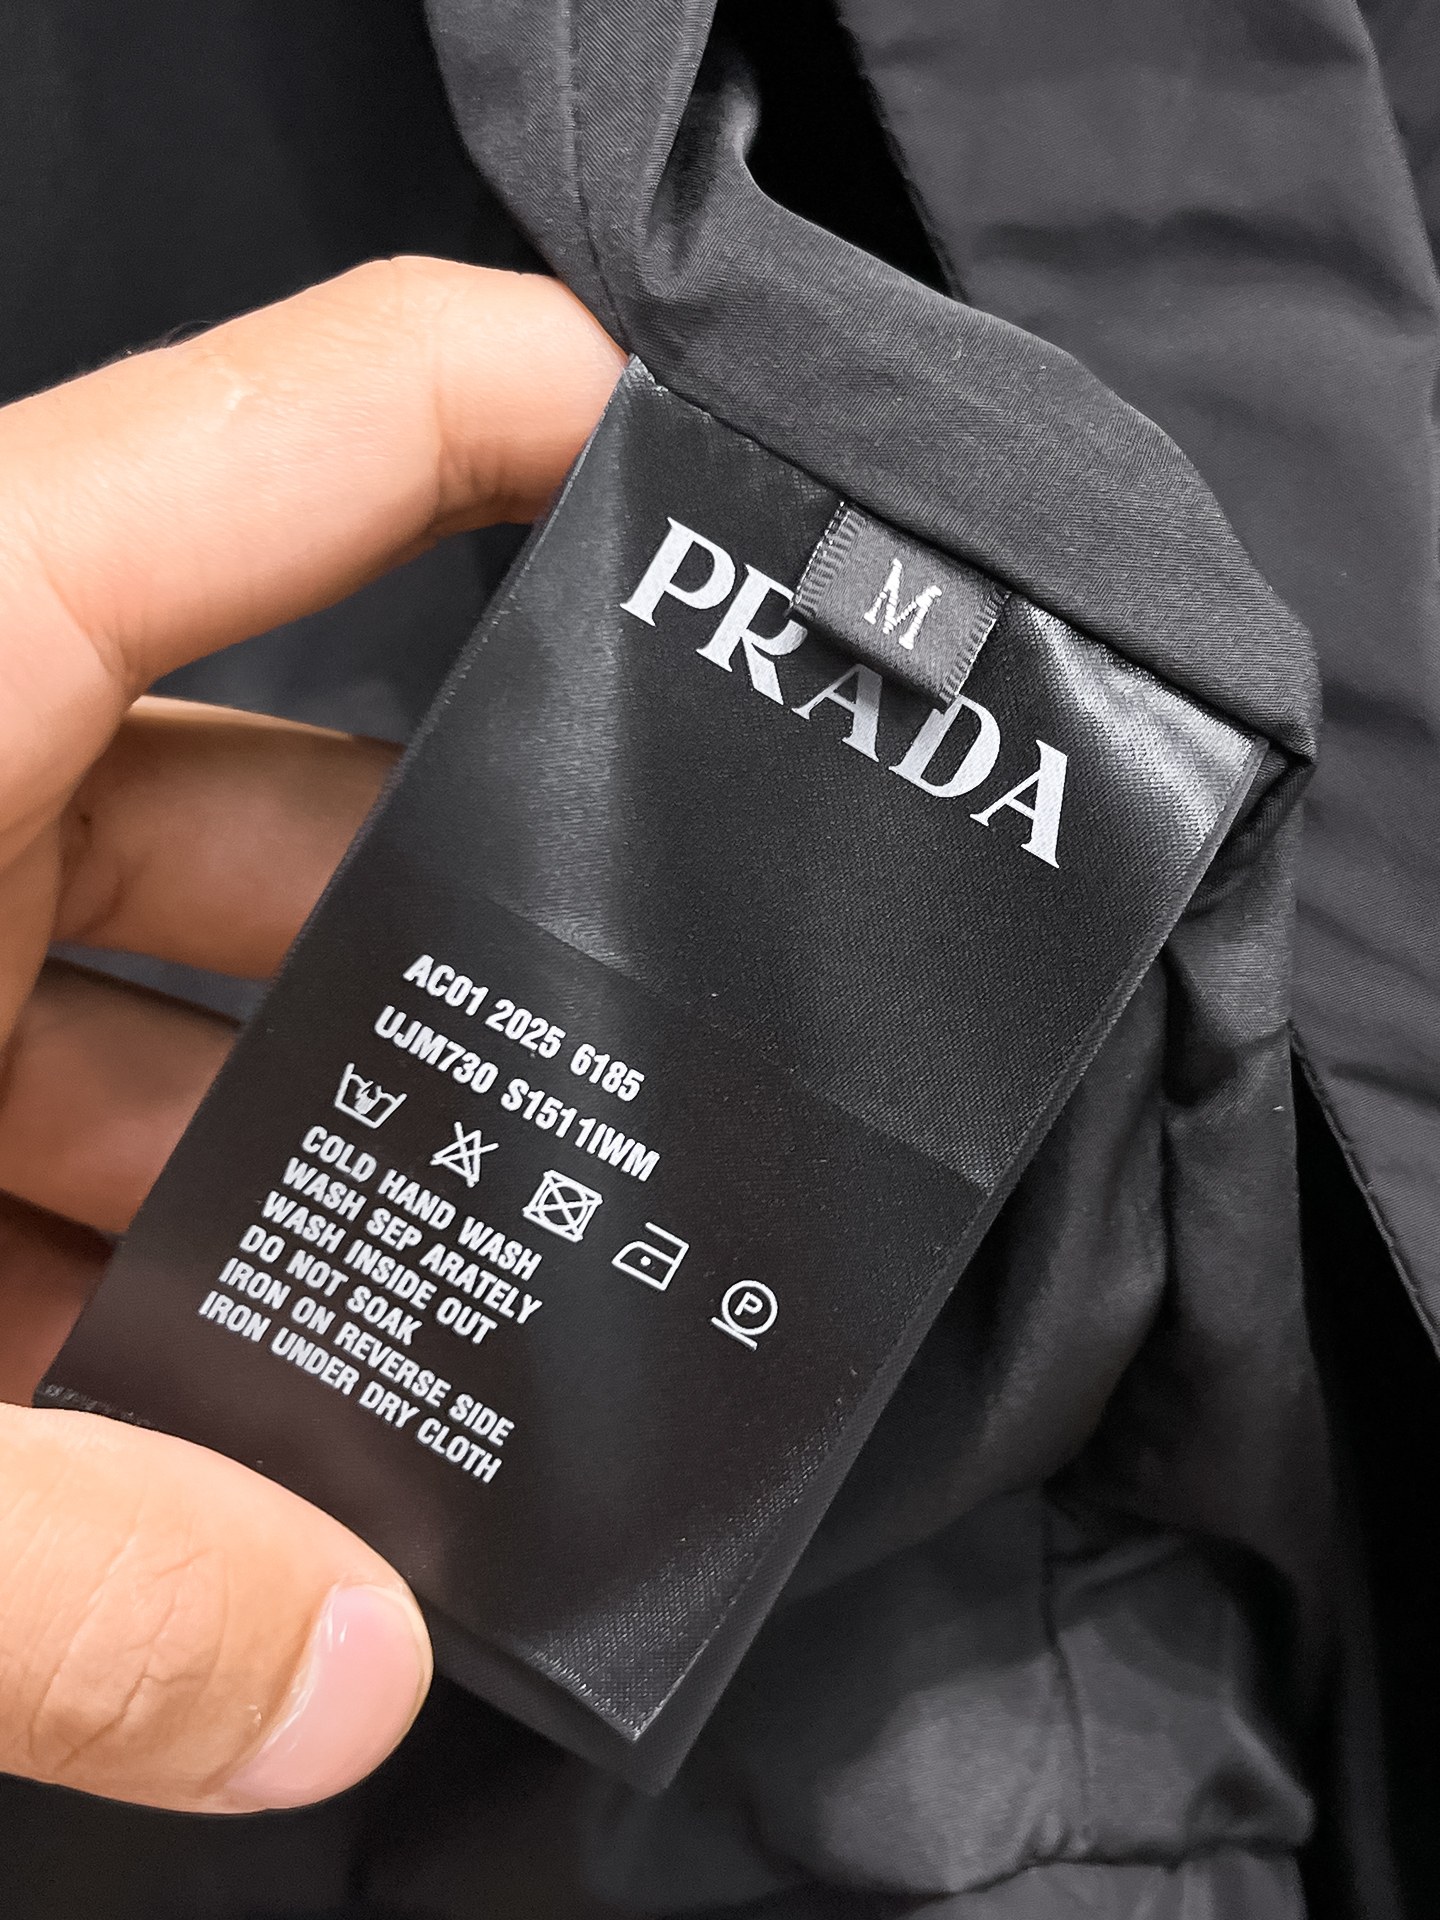 M
PRADA
AC01 2025 6185
UJM730 S1511IWM
P
COLD HAND WASH
WASH SEP ARATELY
WASH INSIDE OUT
DO NOT SOAK
IRON ON REVERSE SIDE
IRON UNDER DRY CLOTH